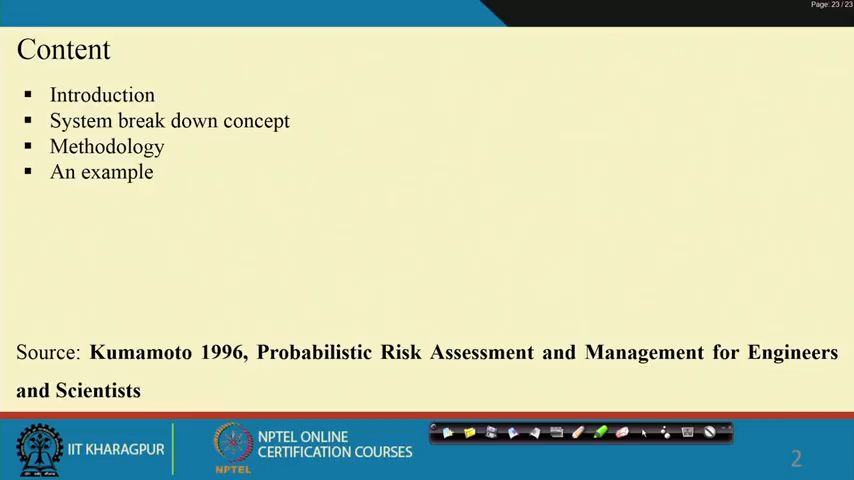 Page: 23 / 23
Content
▪ Introduction
▪ System break down concept
▪ Methodology
▪ An example
Source: Kumamoto 1996, Probabilistic Risk Assessment and Management for Engineers
and Scientists
IIT KHARAGPUR
NPTEL
NPTEL ONLINE
CERTIFICATION COURSES
2